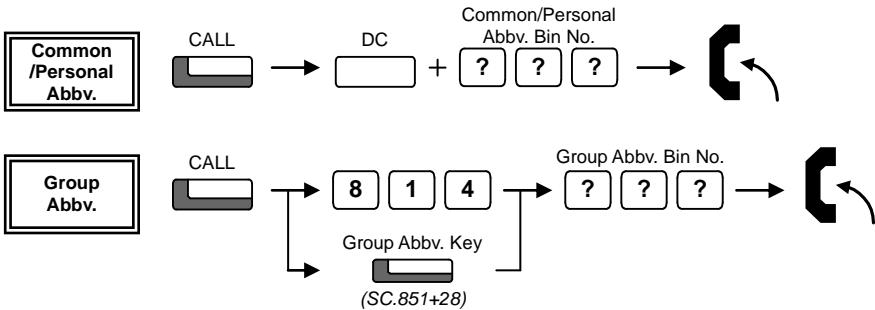 Common
/Personal
Abbv.
CALL
DC
+
Common/Personal
Abbv. Bin No.
? ? ?
Group
Abbv.
CALL
8 1 4
Group Abbv. Key
(SC.851+28)
Group Abbv. Bin No.
? ? ?